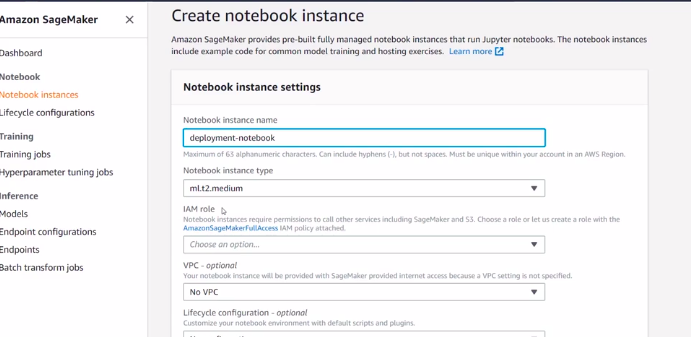 Amazon SageMaker
Dashboard
Notebook
Notebook instances
Lifecycle configurations
Training
Training jobs
Hyperparameter tuning jobs
Inference
Models
Endpoint configurations
Endpoints
Batch transform jobs
Create notebook instance
Amazon SageMaker provides pre-built fully managed notebook instances that run Jupyter notebooks. The notebook instances
include example code for common model training and hosting exercises. Learn more
Notebook instance settings
Notebook instance name
deployment-notebook
Maximum of 63 alphanumeric characters. Can include hyphens (-), but not spaces. Must be unique within your account in an AWS Region.
Notebook instance type
ml.t2.medium
IAM role
Notebook instances require permissions to call other services including SageMaker and S3. Choose a role or let us create a role with the
AmazonSageMakerFullAccess IAM policy attached.
Choose an option...
VPC - optional
Your notebook instance will be provided with SageMaker provided internet access because a VPC setting is not specified.
No VPC
Lifecycle configuration - optional
Customize your notebook environment with default scripts and plugins.